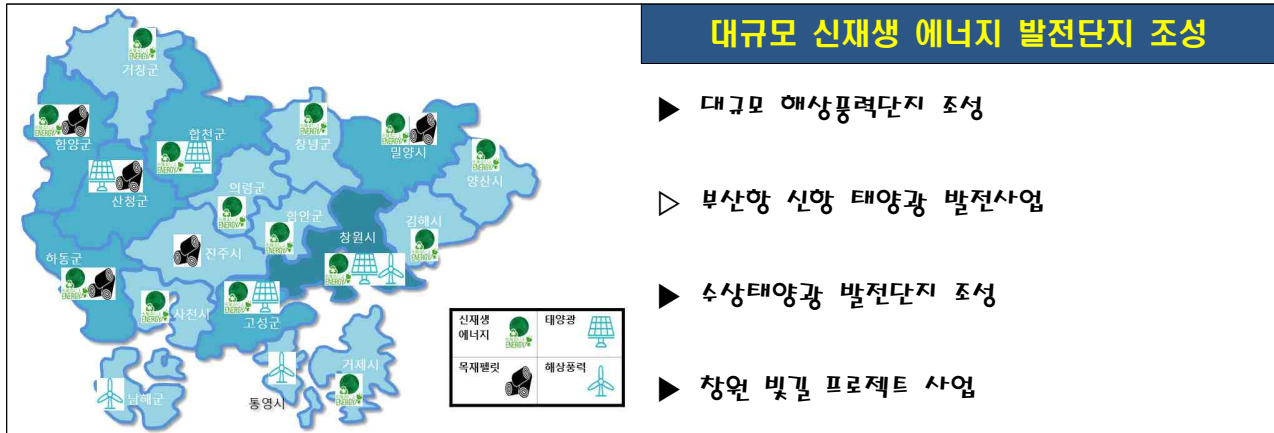 대규모 신재생 에너지 발전단지 조성
▶ 대규모 해상풍력단지 조성
▷ 부산항 신항 태양광 발전사업
▶ 수상태양광 발전단지 조성
▶ 창원 빛길 프로젝트 사업
거창군
함양군
합천군
창녕군
밀양시
양산시
산청군
의령군
함안군
창원시
김해시
진주시
하동군
사천시
고성군
거제시
남해군
통영시
신재생
에너지
태양광
목재펠릿
해상풍력
ENERGY